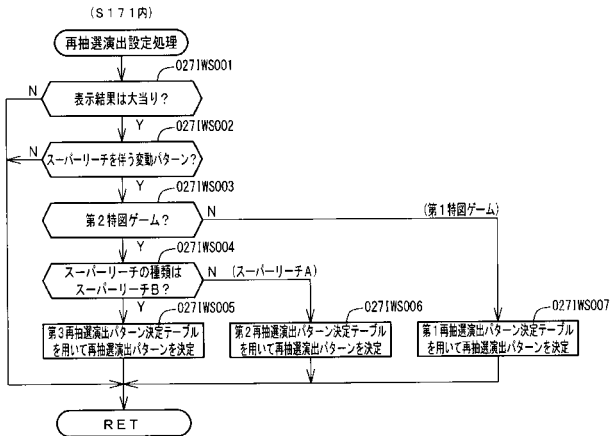 (S171内)
再抽選演出設定処理
027IWS001
N
表示結果は大当り?
Y
027IWS002
N
スーパーリーチを伴う変動パターン?
Y
027IWS003
第2特図ゲーム?
N
(第1特図ゲーム)
Y
027IWS004
スーパーリーチの種類は
スーパーリーチB?
N
(スーパーリーチA)
Y
027IWS005
第3再抽選演出パターン決定テーブル
を用いて再抽選演出パターンを決定
027IWS006
第2再抽選演出パターン決定テーブル
を用いて再抽選演出パターンを決定
027IWS007
第1再抽選演出パターン決定テーブル
を用いて再抽選演出パターンを決定
RET